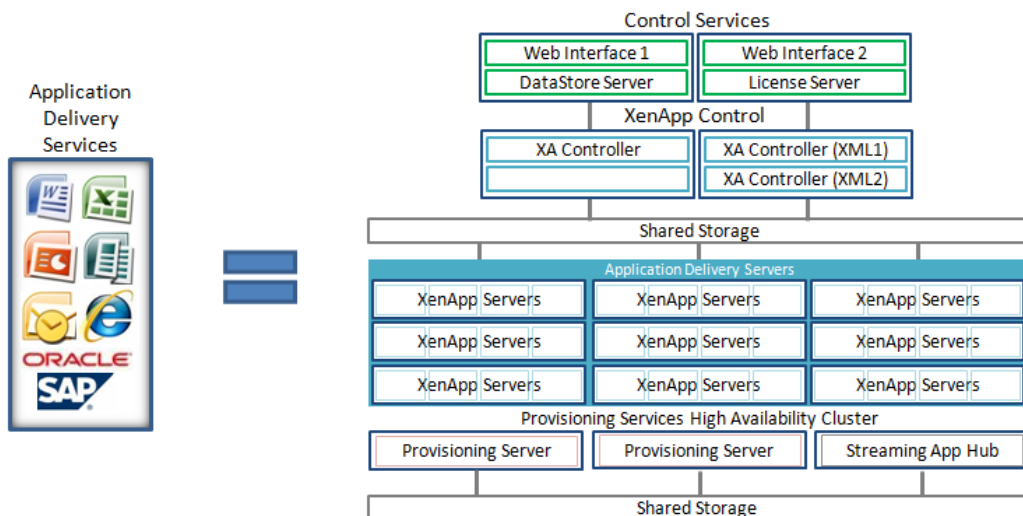 Application
Delivery
Services
W
X
P
e
ORACLE
SAP
Control Services
Web Interface 1
Web Interface 2
DataStore Server
License Server
XenApp Control
XA Controller
XA Controller (XML1)
XA Controller (XML2)
Shared Storage
Application Delivery Servers
XenApp Servers
XenApp Servers
XenApp Servers
XenApp Servers
XenApp Servers
XenApp Servers
XenApp Servers
XenApp Servers
XenApp Servers
Provisioning Services High Availability Cluster
Provisioning Server
Provisioning Server
Streaming App Hub
Shared Storage